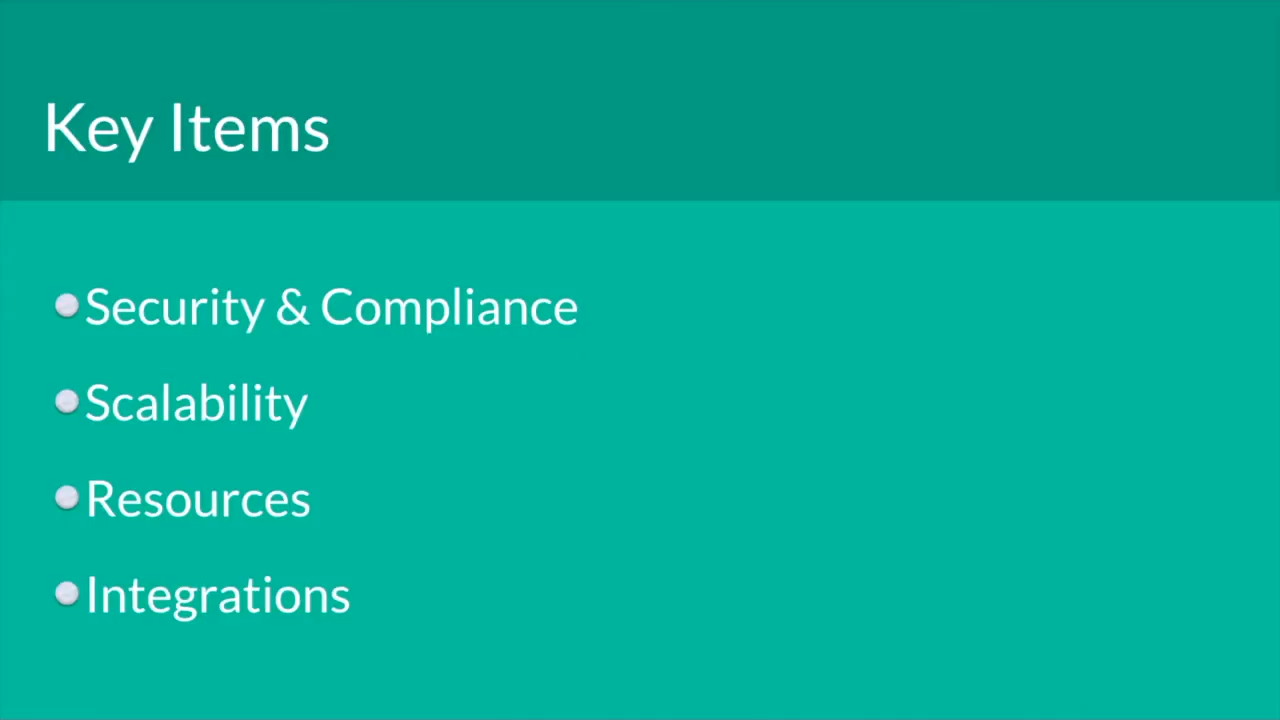 Key Items
Security & Compliance
Scalability
Resources
Integrations